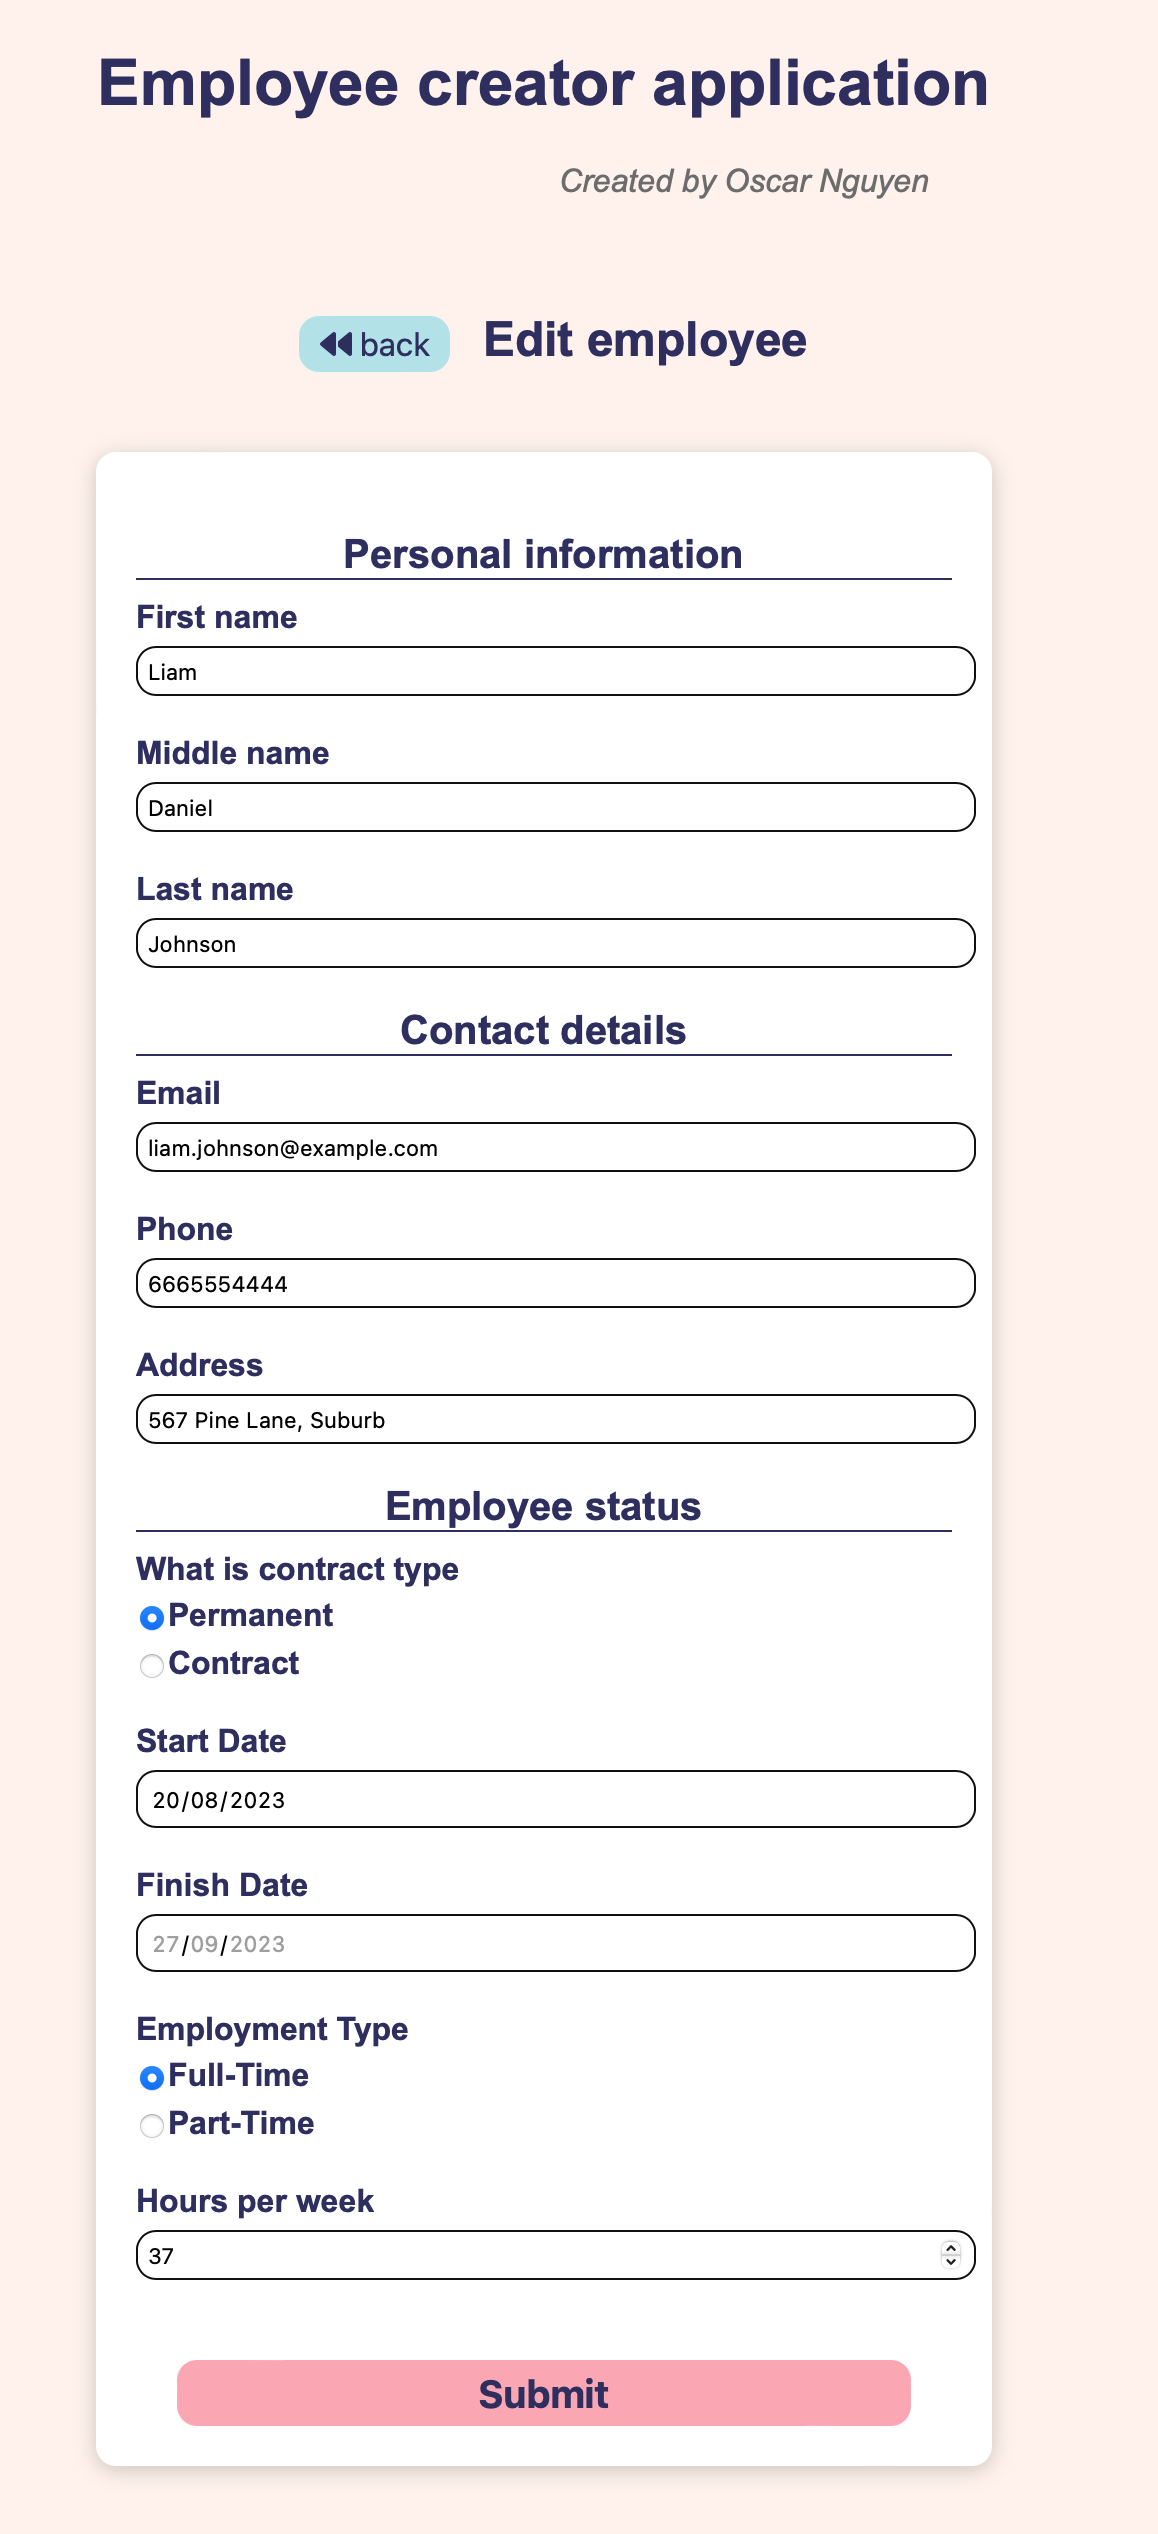 Employee creator application
Created by Oscar Nguyen
back Edit employee
Personal information
First name
Liam
Middle name
Daniel
Last name
Johnson
Contact details
Email
liam.johnson@example.com
Phone
6665554444
Address
567 Pine Lane, Suburb
Employee status
What is contract type
Permanent
Contract
Start Date
20/08/2023
Finish Date
27/09/2023
Employment Type
Full-Time
Part-Time
Hours per week
37
Submit